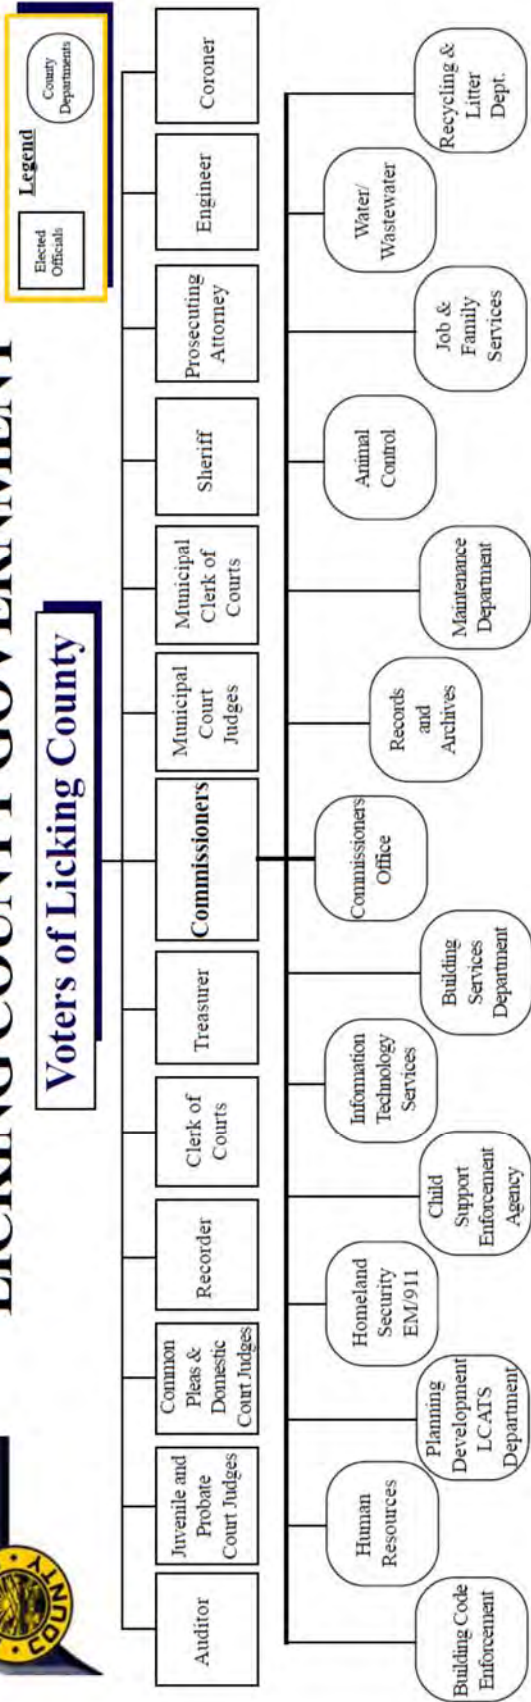 LICKING COUNTY GOVERNMENT
Legend
Elected
Officials
County
Departments
Voters of Licking County
Auditor
Juvenile and
Probate
Court Judges
Common
Pleas &
Domestic
Court Judges
Recorder
Clerk of
Courts
Treasurer
Commissioners
Municipal
Court
Judges
Municipal
Clerk of
Courts
Sheriff
Prosecuting
Attorney
Engineer
Coroner
Building Code
Enforcement
Human
Resources
Planning
Development
LCATS
Department
Homeland
Security
EM/911
Child
Support
Enforcement
Agency
Information
Technology
Services
Building
Services
Department
Commissioners
Office
Records
and
Archives
Maintenance
Department
Animal
Control
Job &
Family
Services
Water/
Wastewater
Recycling &
Litter
Dept.
COUNTY